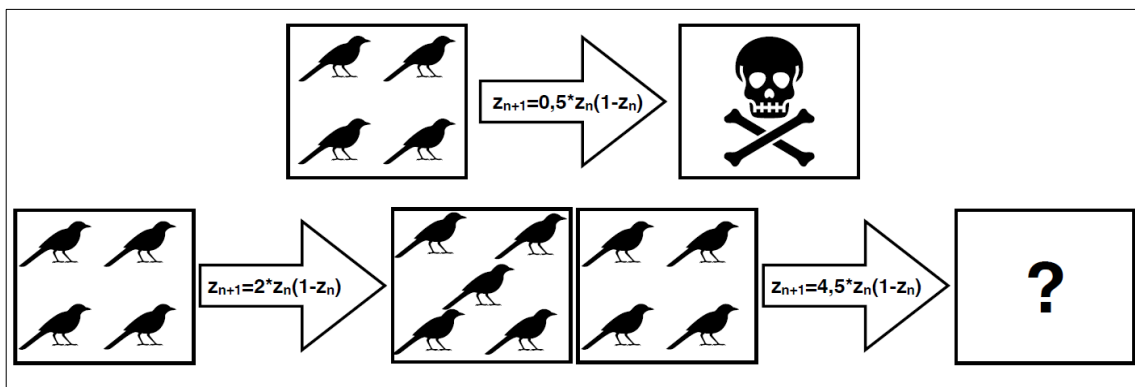 zₙ₊₁=0,5*zₙ(1-zₙ)
zₙ₊₁=2*zₙ(1-zₙ)
zₙ₊₁=4,5*zₙ(1-zₙ)
?